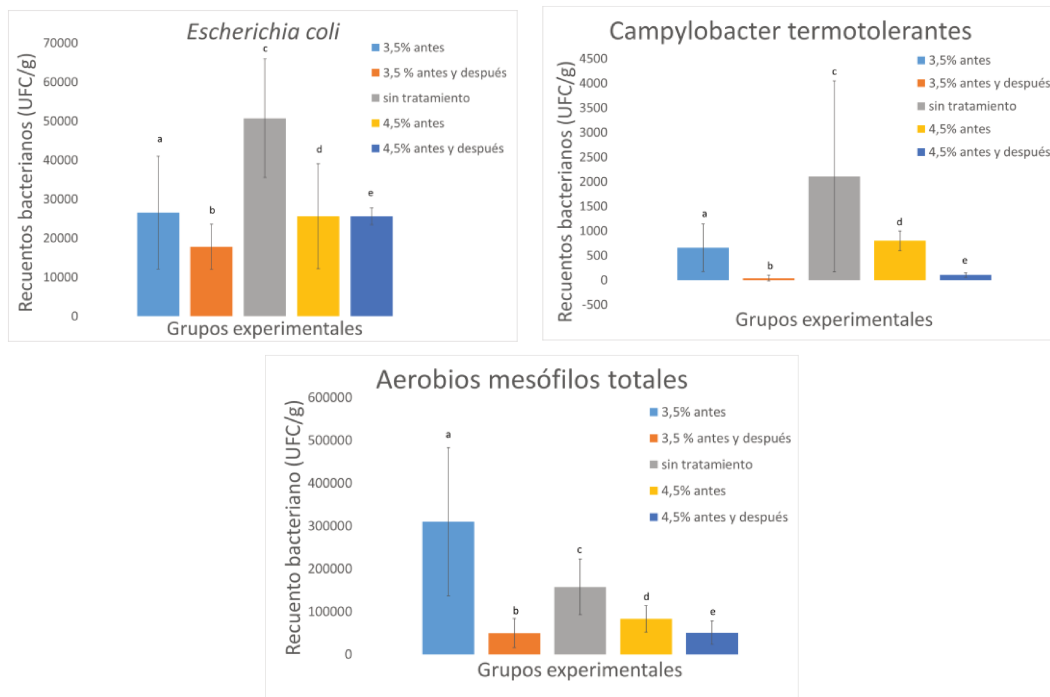 Escherichia coli
Recuentos bacterianos (UFC/g)
70000
60000
50000
40000
30000
20000
10000
0
a
b
c
d
e
3,5% antes
3,5 % antes y después
sin tratamiento
4,5% antes
4,5% antes y después
Grupos experimentales
Campylobacter termotolerantes
Recuentos bacterianos (UFC/g)
4500
4000
3500
3000
2500
2000
1500
1000
500
0
-500
a
b
c
d
e
3,5% antes
3,5% antes y después
sin tratamiento
4,5% antes
4,5% antes y después
Grupos experimentales
Aerobios mesófilos totales
Recuento bacteriano (UFC/g)
600000
500000
400000
300000
200000
100000
0
a
b
c
d
e
3,5% antes
3,5 % antes y después
sin tratamiento
4,5% antes
4,5% antes y después
Grupos experimentales